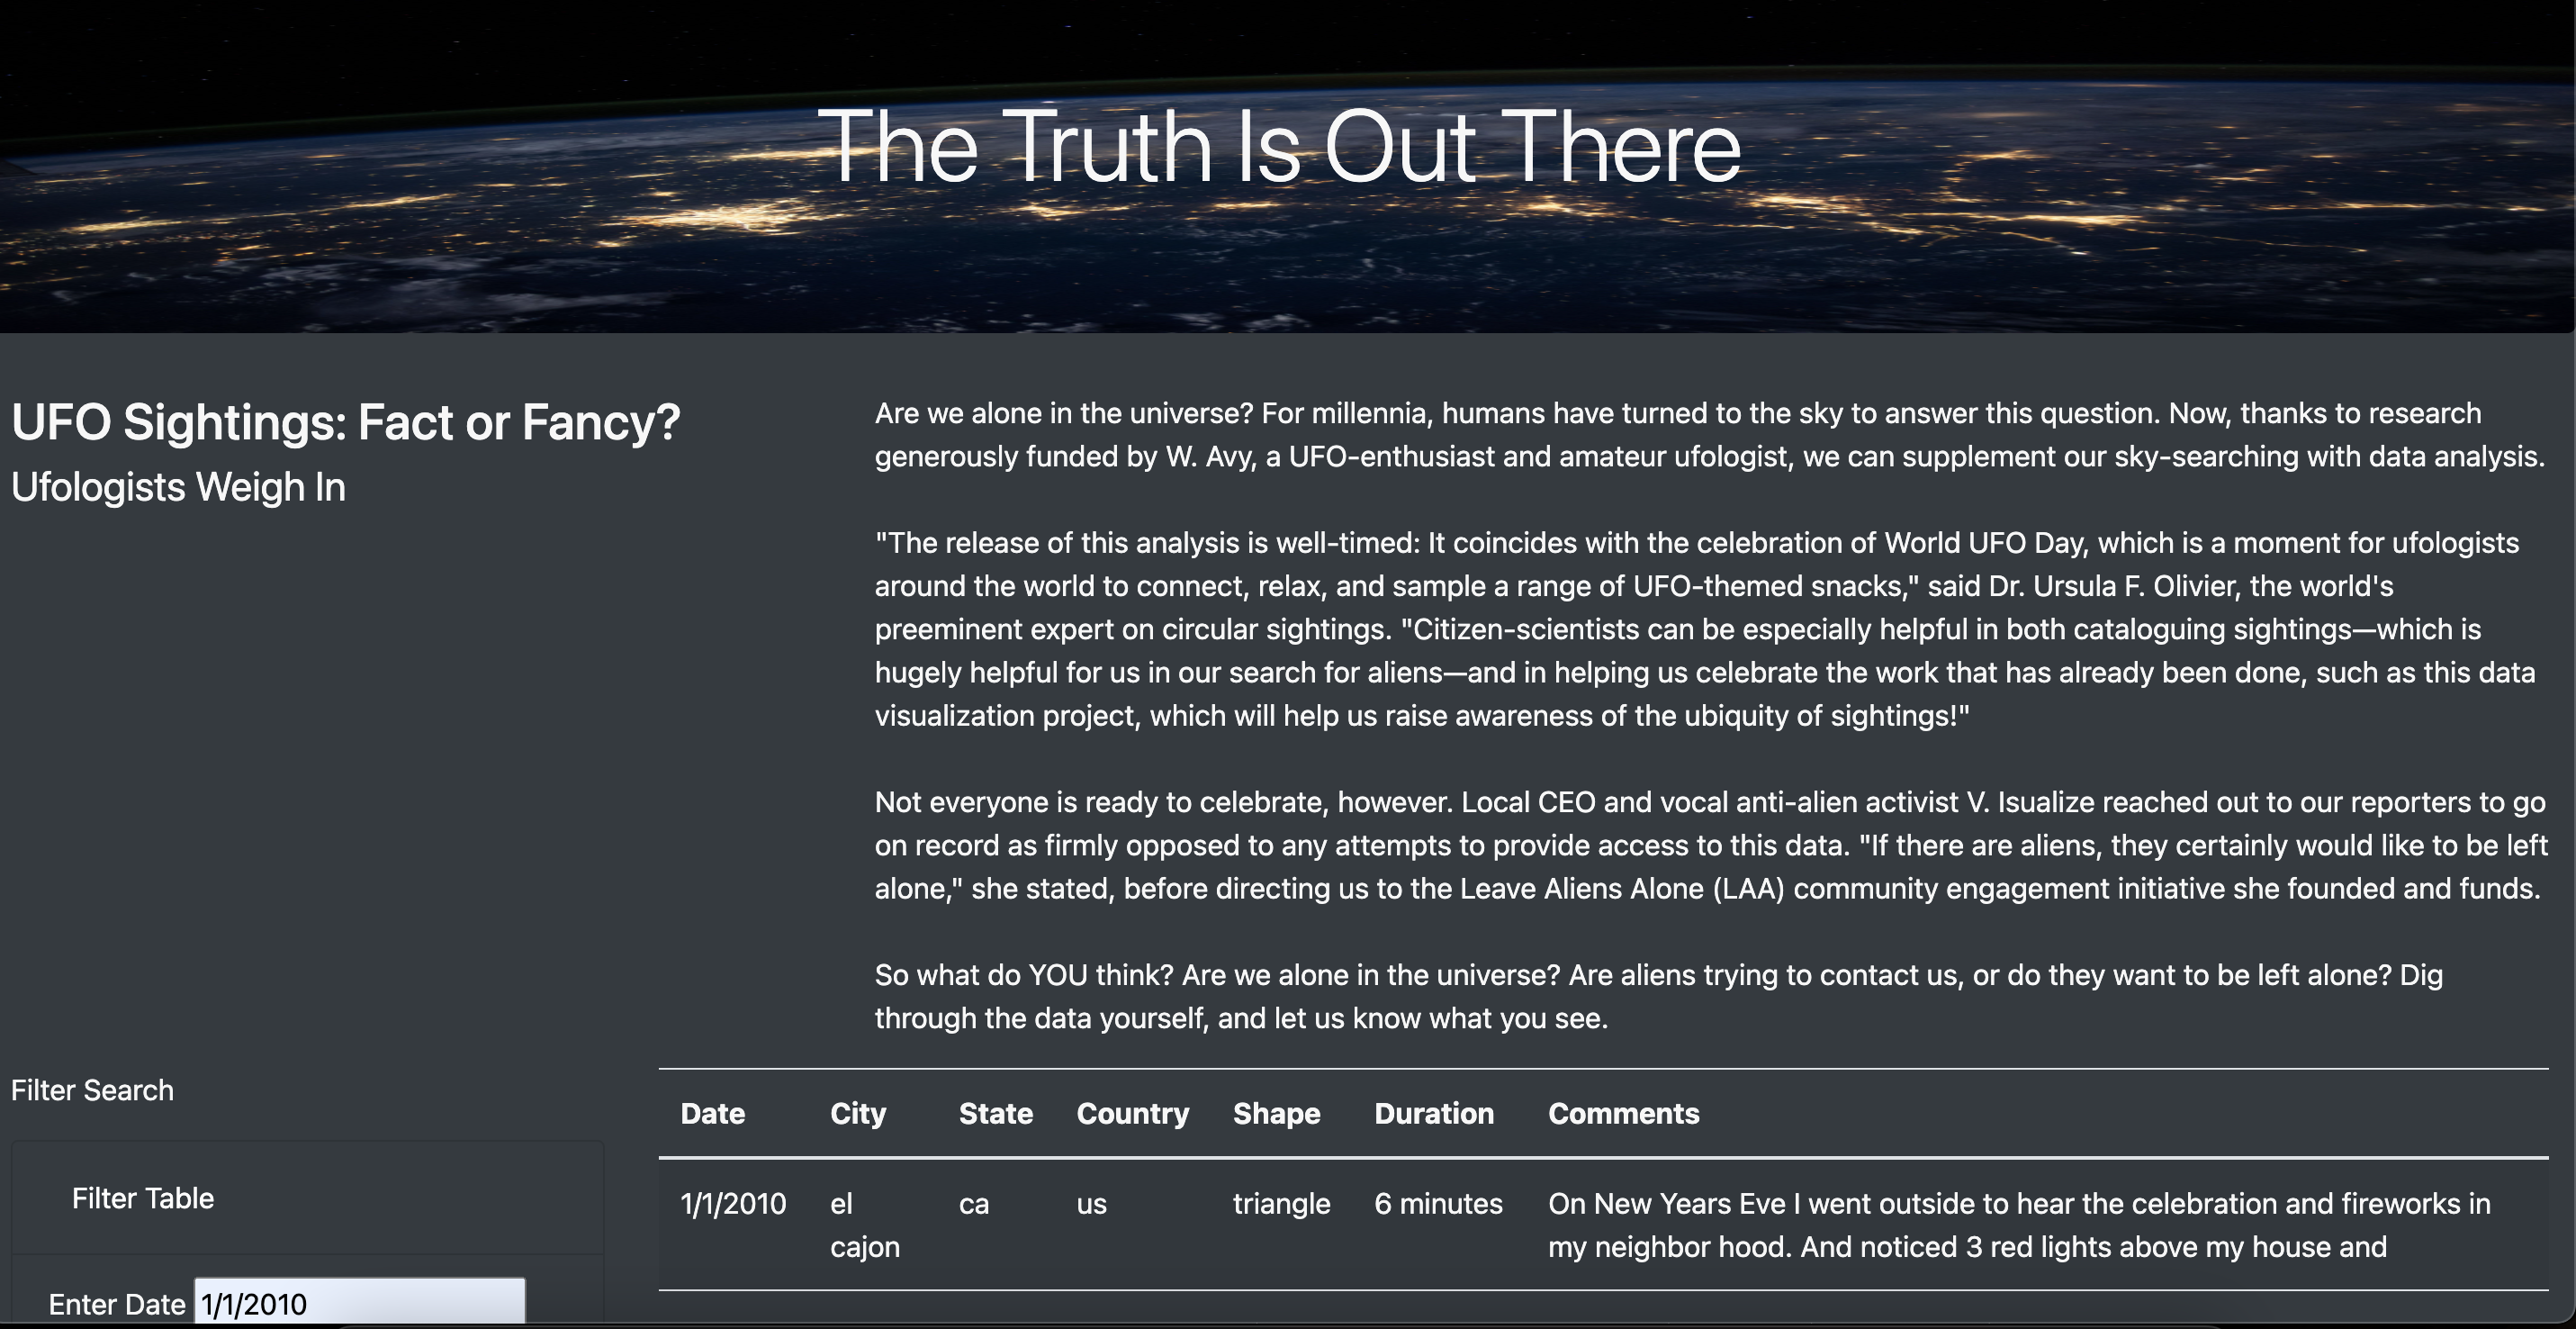 The Truth Is Out There
UFO Sightings: Fact or Fancy?
Ufologists Weigh In
Are we alone in the universe? For millennia, humans have turned to the sky to answer this question. Now, thanks to research
generously funded by W. Avy, a UFO-enthusiast and amateur ufologist, we can supplement our sky-searching with data analysis.
"The release of this analysis is well-timed: It coincides with the celebration of World UFO Day, which is a moment for ufologists
around the world to connect, relax, and sample a range of UFO-themed snacks," said Dr. Ursula F. Olivier, the world's
preeminent expert on circular sightings. "Citizen-scientists can be especially helpful in both cataloguing sightings—which is
hugely helpful for us in our search for aliens—and in helping us celebrate the work that has already been done, such as this data
visualization project, which will help us raise awareness of the ubiquity of sightings!"
Not everyone is ready to celebrate, however. Local CEO and vocal anti-alien activist V. Isualize reached out to our reporters to go
on record as firmly opposed to any attempts to provide access to this data. "If there are aliens, they certainly would like to be left
alone," she stated, before directing us to the Leave Aliens Alone (LAA) community engagement initiative she founded and funds.
So what do YOU think? Are we alone in the universe? Are aliens trying to contact us, or do they want to be left alone? Dig
through the data yourself, and let us know what you see.
Filter Search
Filter Table
Enter Date 1/1/2010
Date City State Country Shape Duration Comments
1/1/2010 el ca us triangle 6 minutes On New Years Eve I went outside to hear the celebration and fireworks in
cajon my neighbor hood. And noticed 3 red lights above my house and